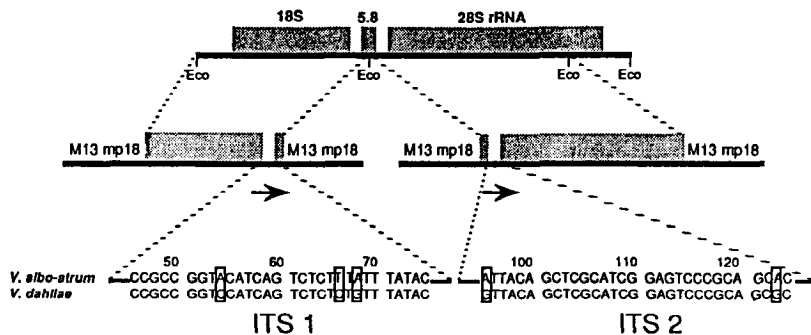 18S 5.8 28S rRNA
Eco Eco Eco Eco
M13 mp18 M13 mp18 M13 mp18 M13 mp18
50 60 70 100 110 120
V. albo-atrum CCGCC GGTACATCAG TCTCTTTATT TATAC ATTACA GCTCGCATCG GAGTCCCGCA GCAC
V. dahliae CCGCC GGTCCATCAG TCTCTCTGTT TATAC GTTACA GCTCGCATCG GAGTCCCGCA GCGC
ITS 1 ITS 2